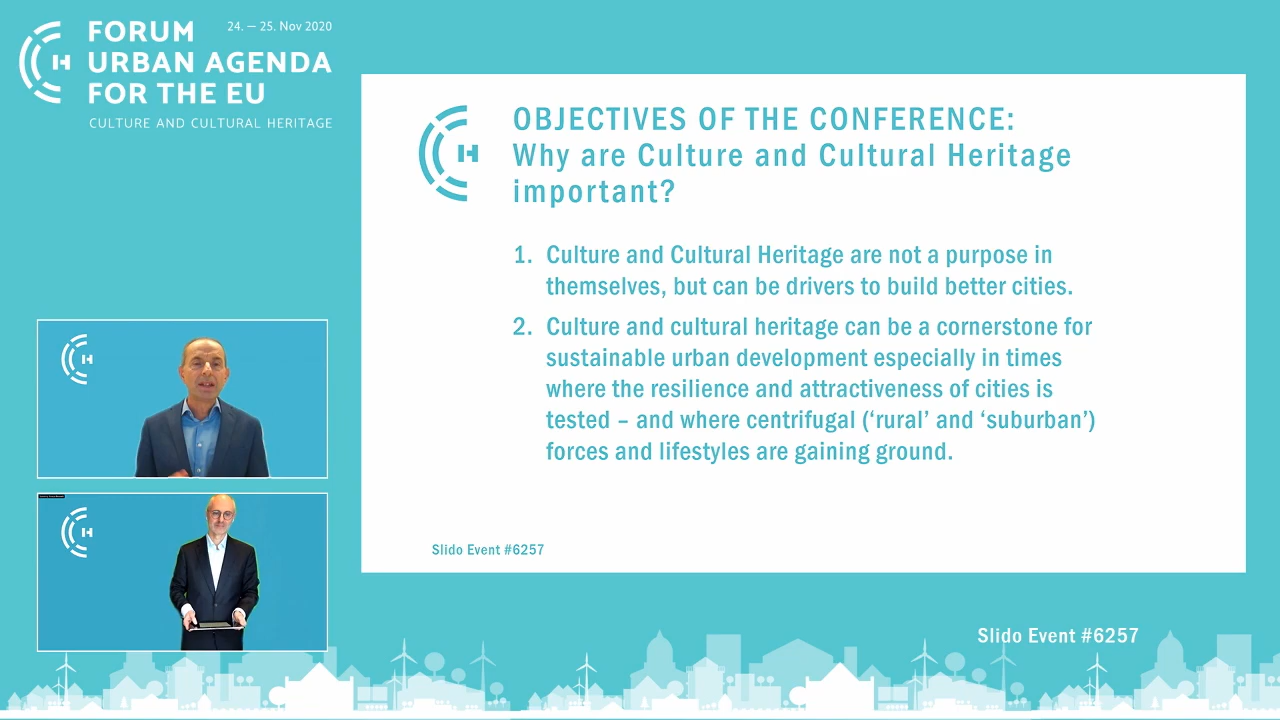 FORUM
24. – 25. Nov 2020
URBAN AGENDA
FOR THE EU
CULTURE AND CULTURAL HERITAGE
OBJECTIVES OF THE CONFERENCE:
Why are Culture and Cultural Heritage
important?
1. Culture and Cultural Heritage are not a purpose in
themselves, but can be drivers to build better cities.
2. Culture and cultural heritage can be a cornerstone for
sustainable urban development especially in times
where the resilience and attractiveness of cities is
tested – and where centrifugal (‘rural’ and ‘suburban’)
forces and lifestyles are gaining ground.
Slido Event #6257
Slido Event #6257